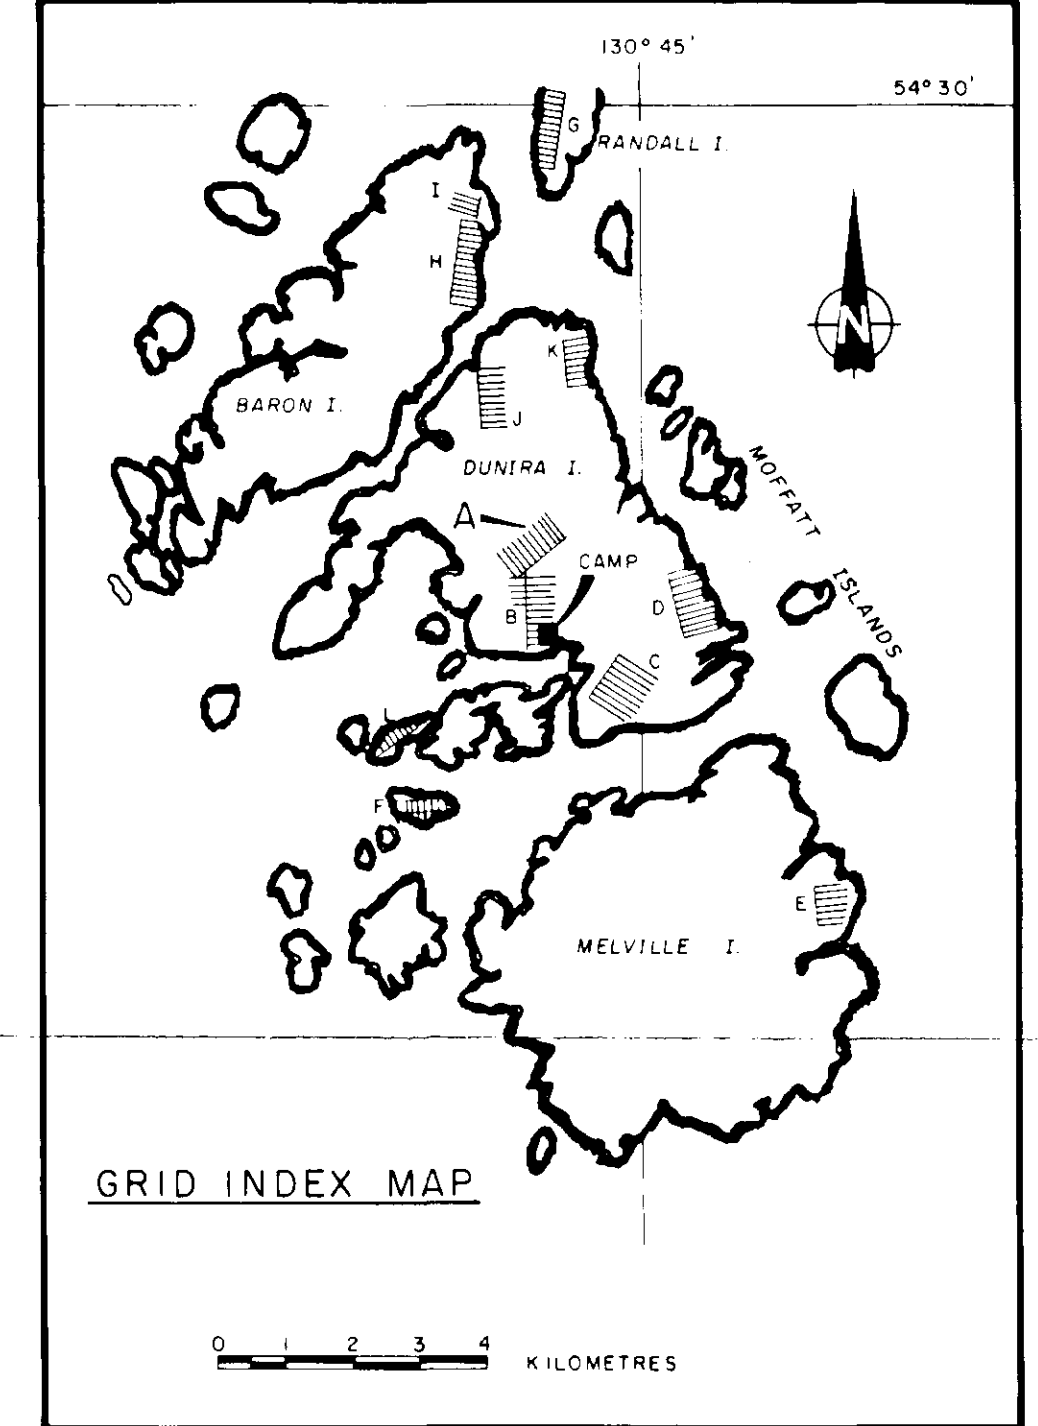 130° 45'
54° 30'
G
RANDALL I.
I
H
N
K
BARON I.
J
DUNIRA I.
MOFFATT ISLANDS
A
CAMP
B
D
C
L
F
E
MELVILLE I.
GRID INDEX MAP
0 1 2 3 4
KILOMETRES